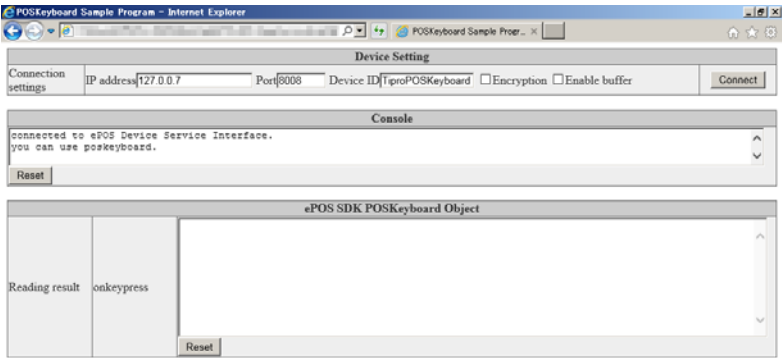 POSKeyboard Sample Program - Internet Explorer
POSKeyboard Sample Progr...
Device Setting
Connection settings
IP address 127.0.0.7 Port 8008 Device ID TiproPOSKeyboard Encryption Enable buffer Connect
Console
connected to ePOS Device Service Interface.
you can use poskeyboard.
Reset
ePOS SDK POSKeyboard Object
Reading result onkeypress
Reset